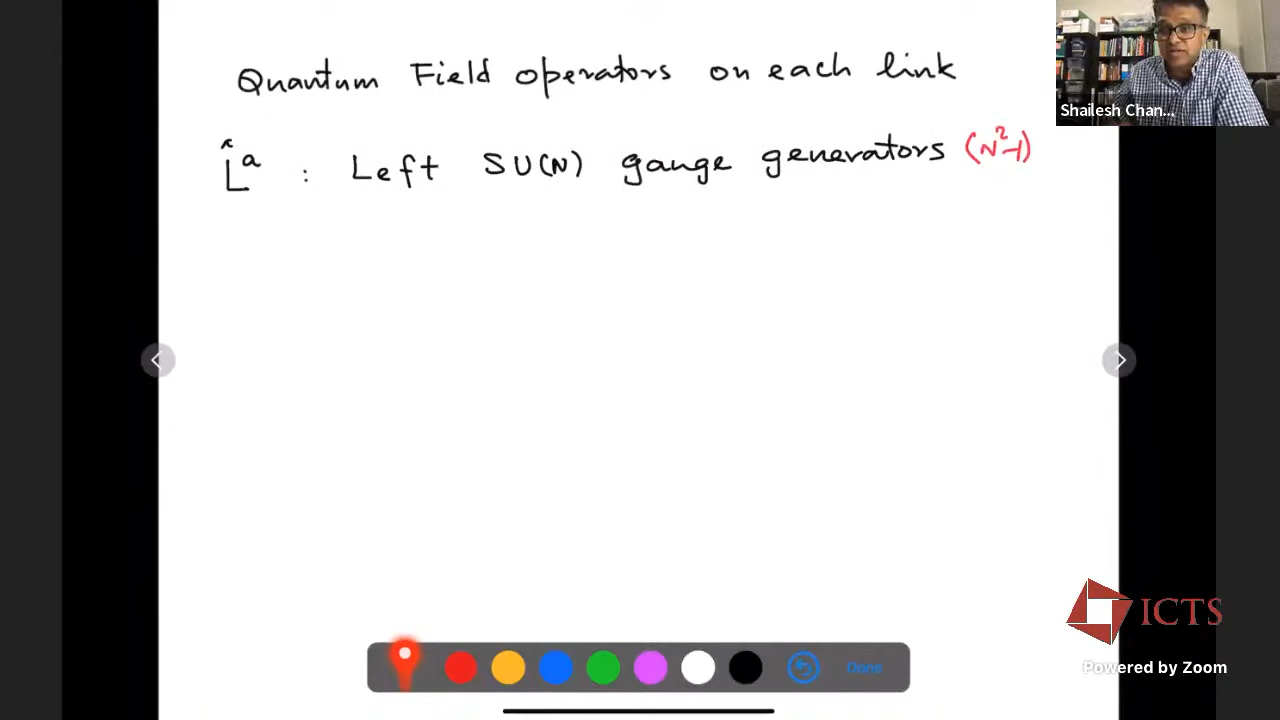 Quantum Field operators on each link
L̂ᵃ : Left SU(N) gauge generators (N²-1)
Shailesh Chan...
Done
ICTS
Powered by Zoom